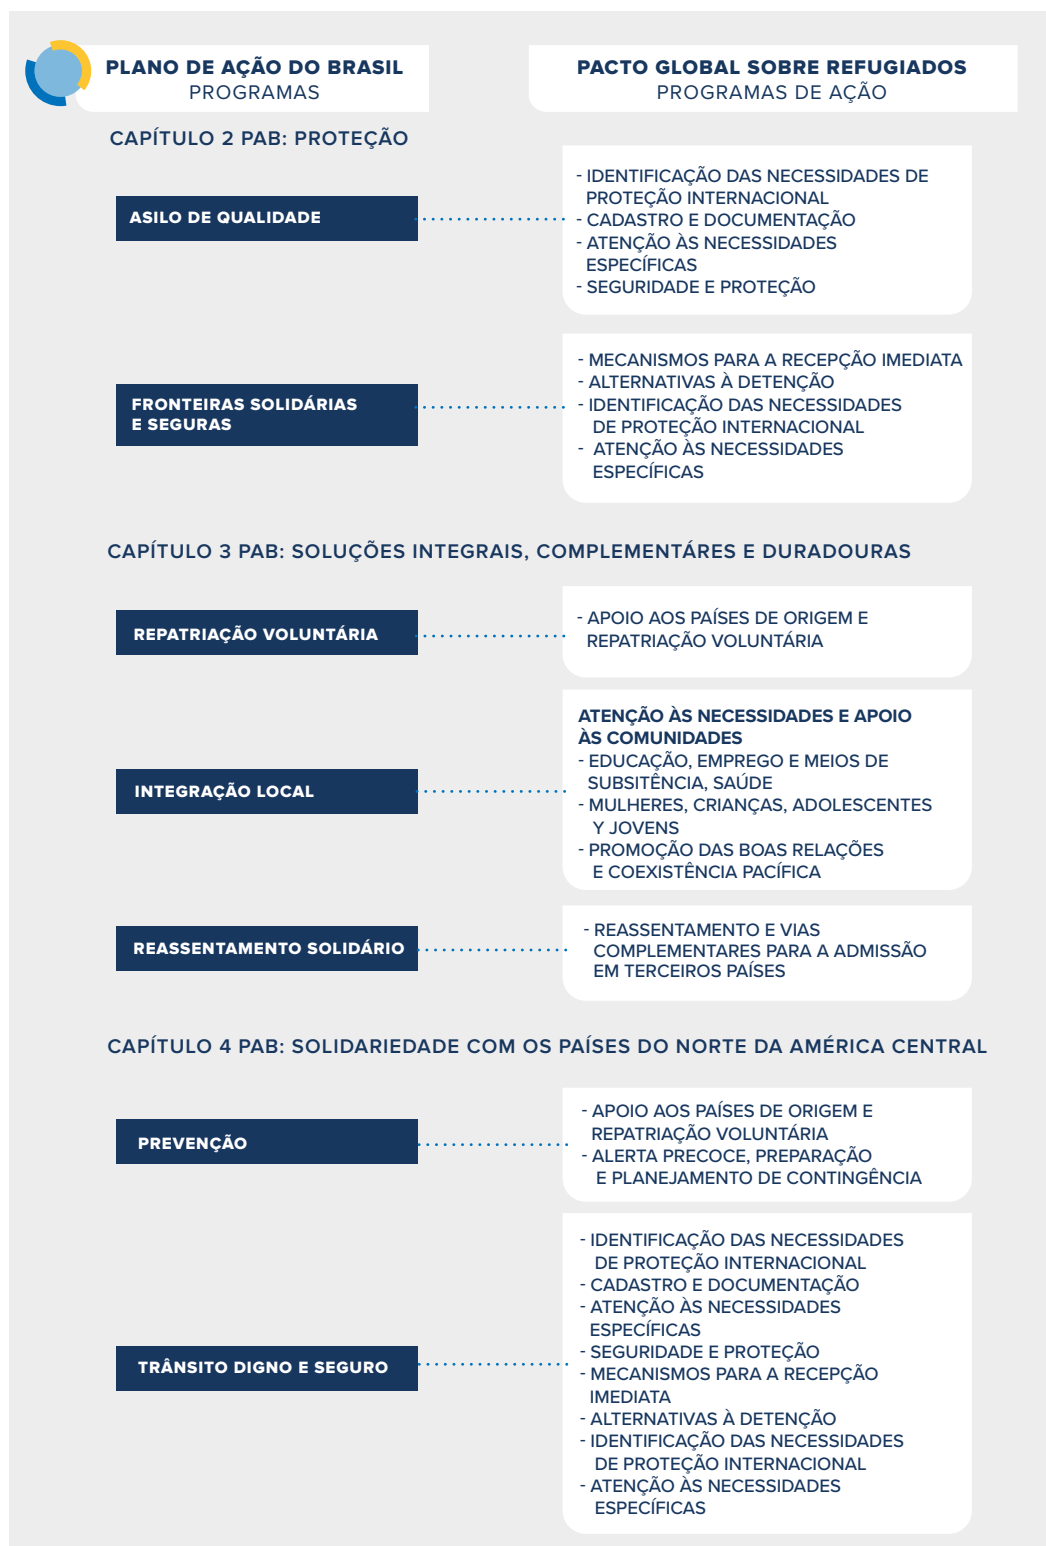 PLANO DE AÇÃO DO BRASIL
PROGRAMAS
PACTO GLOBAL SOBRE REFUGIADOS
PROGRAMAS DE AÇÃO
CAPÍTULO 2 PAB: PROTEÇÃO
ASILO DE QUALIDADE
- IDENTIFICAÇÃO DAS NECESSIDADES DE
PROTEÇÃO INTERNACIONAL
- CADASTRO E DOCUMENTAÇÃO
- ATENÇÃO ÀS NECESSIDADES
ESPECÍFICAS
- SEGURIDADE E PROTEÇÃO
FRONTEIRAS SOLIDÁRIAS
E SEGURAS
- MECANISMOS PARA A RECEPÇÃO IMEDIATA
- ALTERNATIVAS À DETENÇÃO
- IDENTIFICAÇÃO DAS NECESSIDADES
DE PROTEÇÃO INTERNACIONAL
- ATENÇÃO ÀS NECESSIDADES
ESPECÍFICAS
CAPÍTULO 3 PAB: SOLUÇÕES INTEGRAIS, COMPLEMENTÁRES E DURADOURAS
REPATRIAÇÃO VOLUNTÁRIA
- APOIO AOS PAÍSES DE ORIGEM E
REPATRIAÇÃO VOLUNTÁRIA
INTEGRAÇÃO LOCAL
ATENÇÃO ÀS NECESSIDADES E APOIO
ÀS COMUNIDADES
- EDUCAÇÃO, EMPREGO E MEIOS DE
SUBSITÊNCIA, SAÚDE
- MULHERES, CRIANÇAS, ADOLESCENTES
Y JOVENS
- PROMOÇÃO DAS BOAS RELAÇÕES
E COEXISTÊNCIA PACÍFICA
REASSENTAMENTO SOLIDÁRIO
- REASSENTAMENTO E VIAS
COMPLEMENTARES PARA A ADMISSÃO
EM TERCEIROS PAÍSES
CAPÍTULO 4 PAB: SOLIDARIEDADE COM OS PAÍSES DO NORTE DA AMÉRICA CENTRAL
PREVENÇÃO
- APOIO AOS PAÍSES DE ORIGEM E
REPATRIAÇÃO VOLUNTÁRIA
- ALERTA PRECOCE, PREPARAÇÃO
E PLANEJAMENTO DE CONTINGÊNCIA
TRÂNSITO DIGNO E SEGURO
- IDENTIFICAÇÃO DAS NECESSIDADES
DE PROTEÇÃO INTERNACIONAL
- CADASTRO E DOCUMENTAÇÃO
- ATENÇÃO ÀS NECESSIDADES
ESPECÍFICAS
- SEGURIDADE E PROTEÇÃO
- MECANISMOS PARA A RECEPÇÃO
IMEDIATA
- ALTERNATIVAS À DETENÇÃO
- IDENTIFICAÇÃO DAS NECESSIDADES
DE PROTEÇÃO INTERNACIONAL
- ATENÇÃO ÀS NECESSIDADES
ESPECÍFICAS